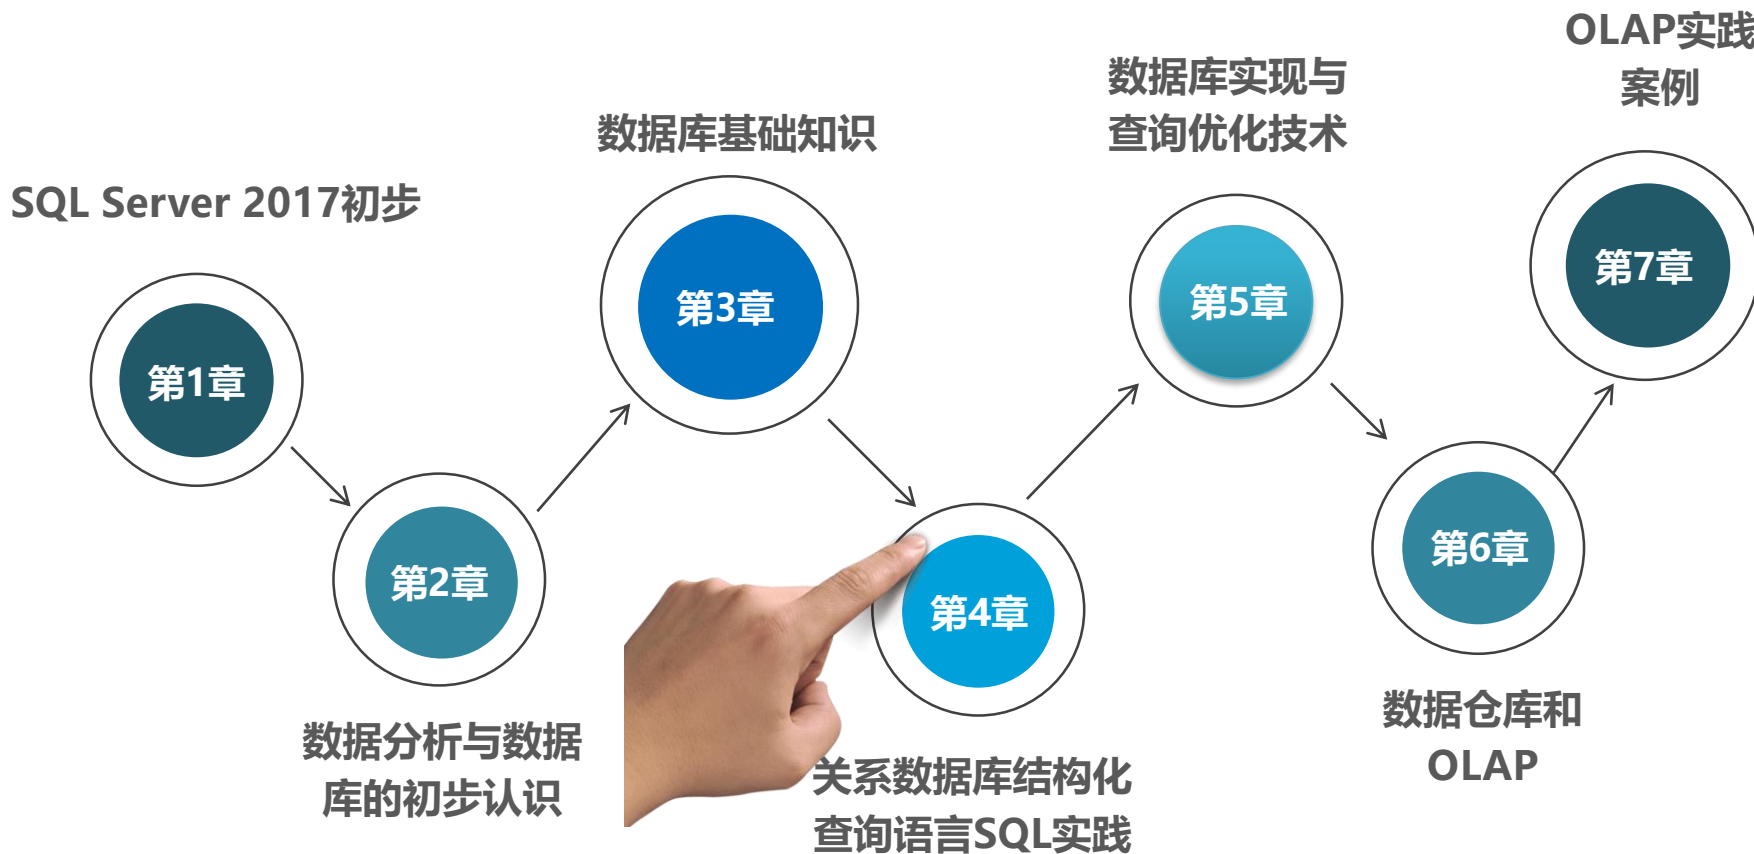 SQL Server 2017初步
第1章
第2章
数据分析与数据
库的初步认识
数据库基础知识
第3章
第4章
关系数据库结构化
查询语言SQL实践
数据库实现与
查询优化技术
第5章
第6章
数据仓库和
OLAP
OLAP实践
案例
第7章